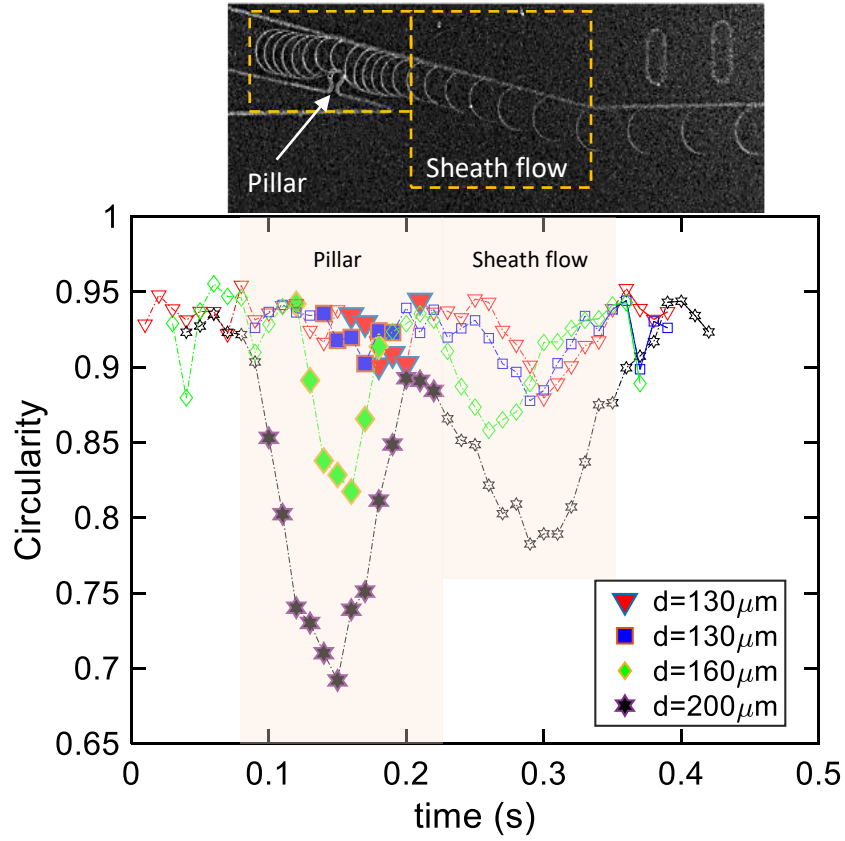 Pillar
Sheath flow
Pillar
Sheath flow
1
0.95
0.9
0.85
0.8
0.75
0.7
0.65
Circularity
d=130μm
d=130μm
d=160μm
d=200μm
0
0.1
0.2
0.3
0.4
0.5
time (s)